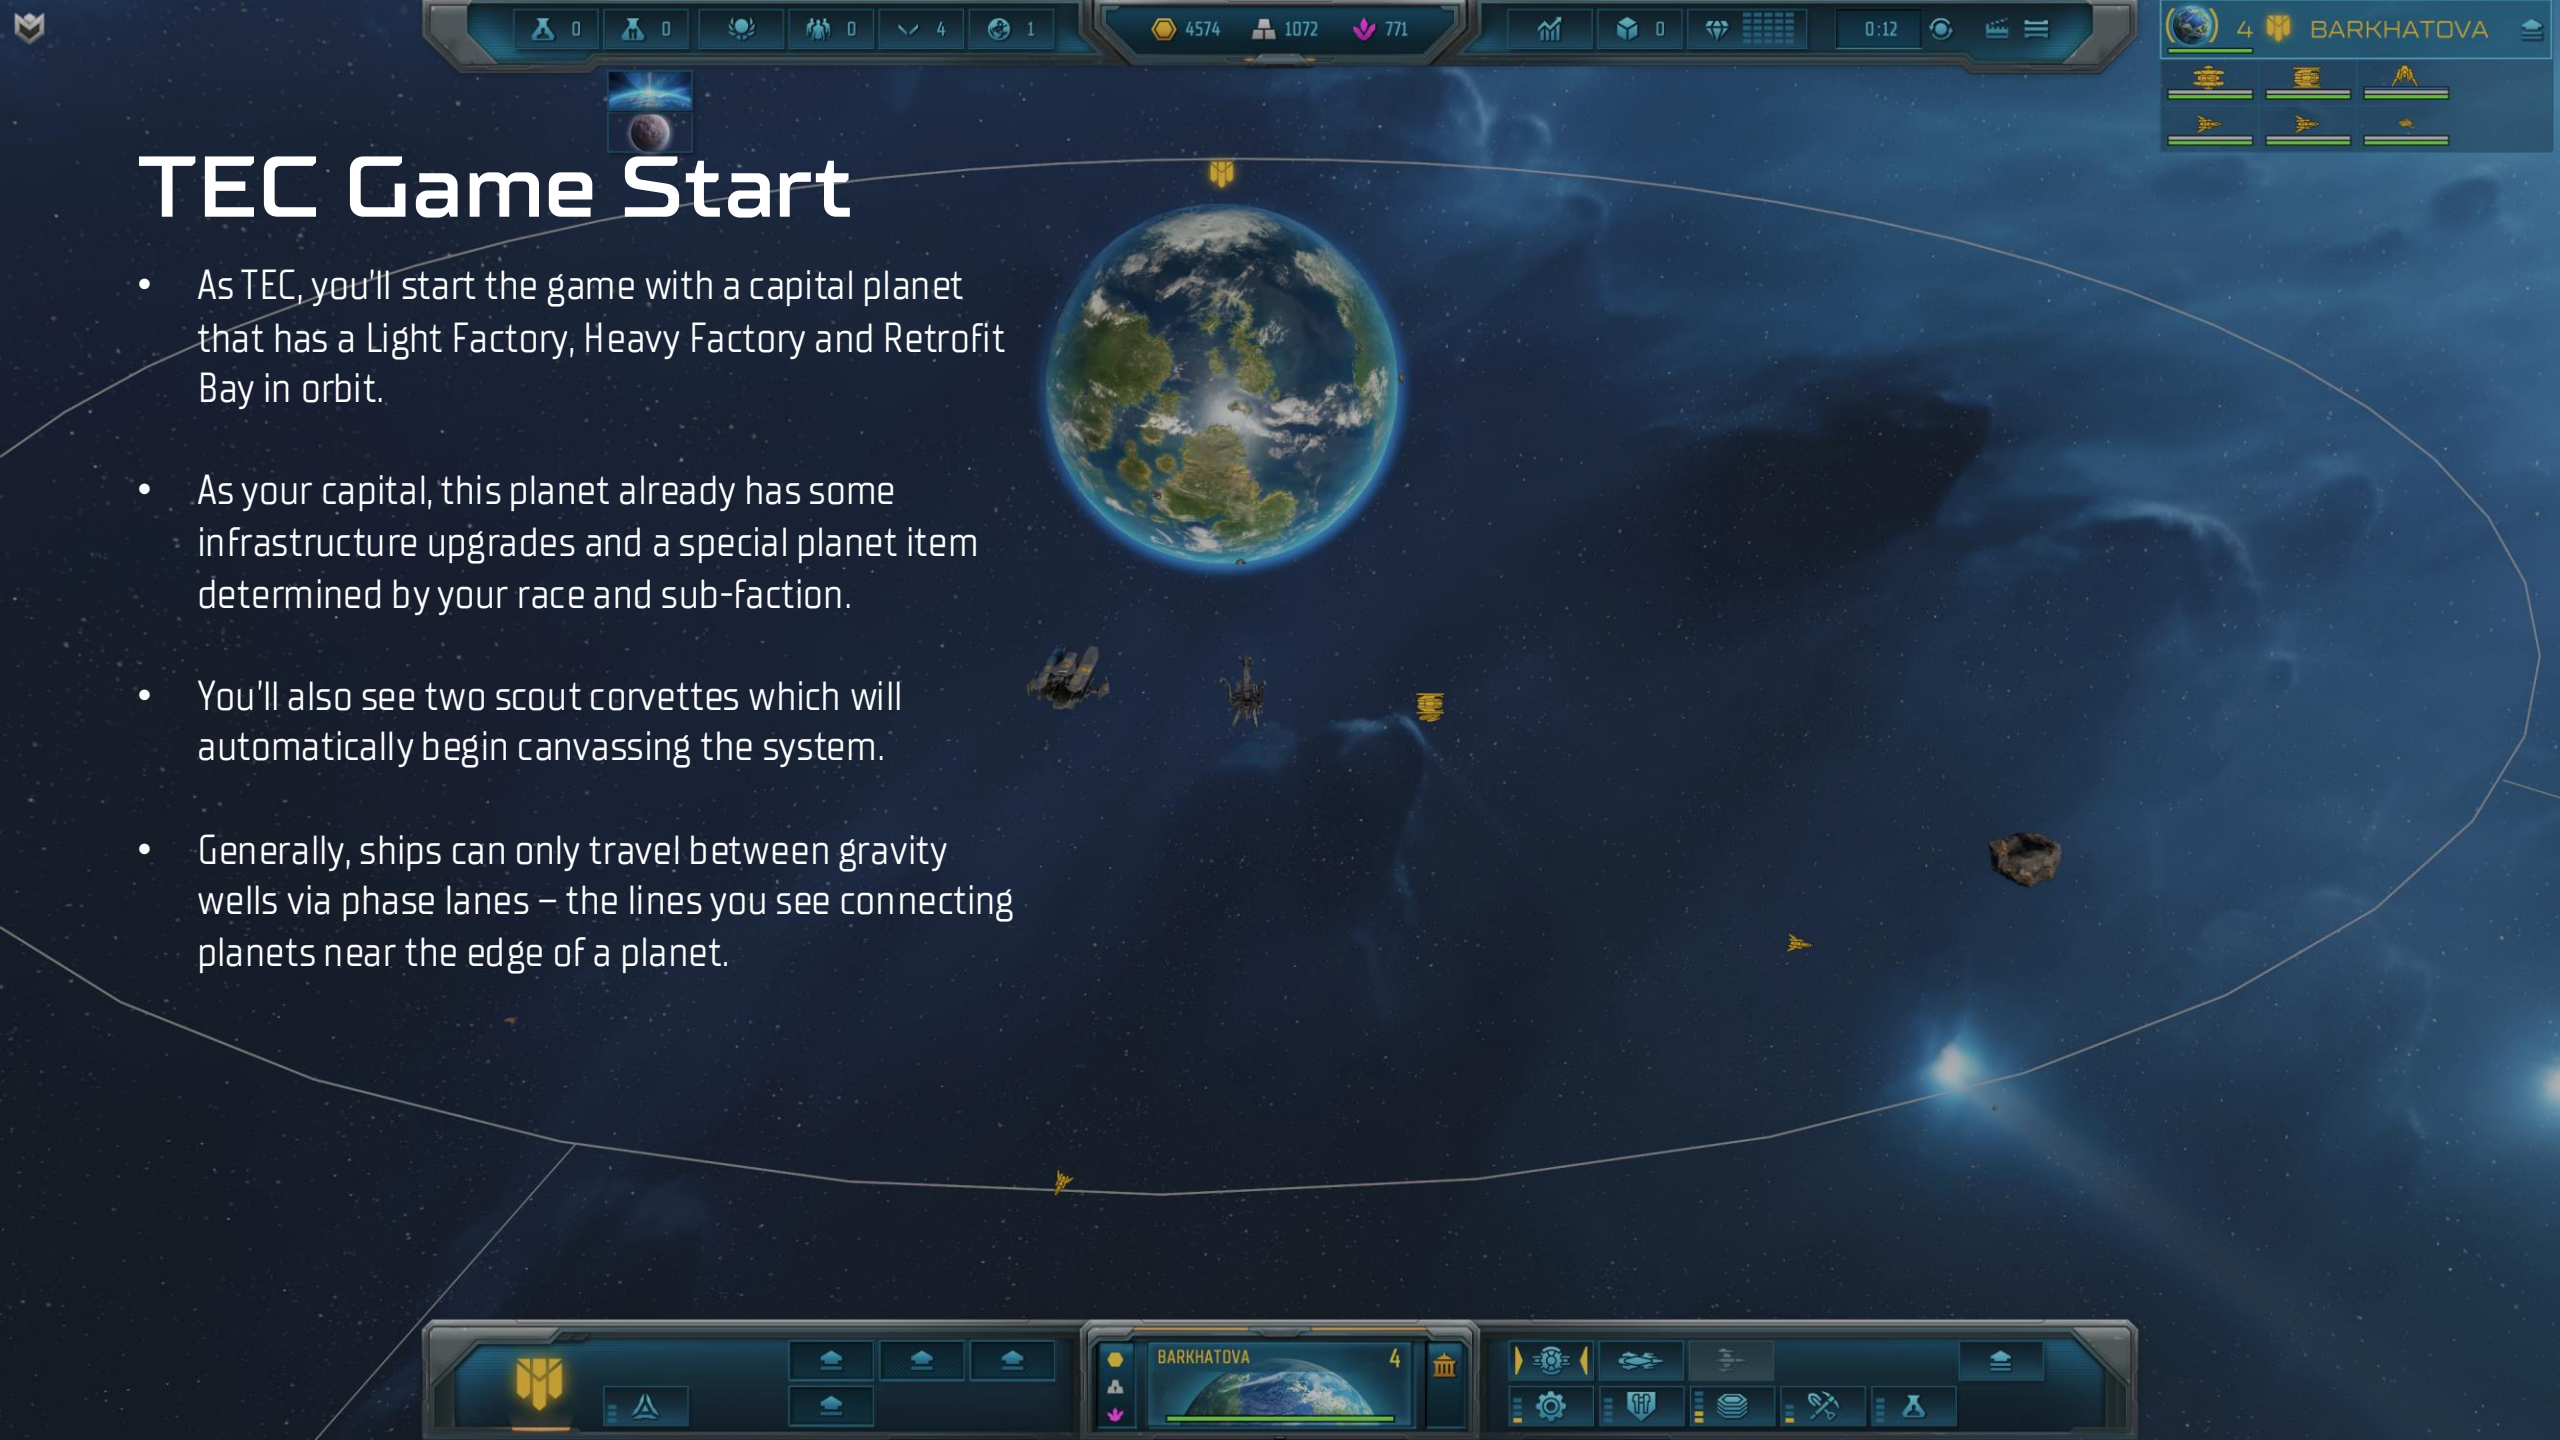 0 0 0 4 1 4574 1072 771 0 0:12 4 BARKHATOVA
TEC Game Start
• As TEC, you'll start the game with a capital planet
that has a Light Factory, Heavy Factory and Retrofit
Bay in orbit.
• As your capital, this planet already has some
infrastructure upgrades and a special planet item
determined by your race and sub-faction.
• You'll also see two scout corvettes which will
automatically begin canvassing the system.
• Generally, ships can only travel between gravity
wells via phase lanes – the lines you see connecting
planets near the edge of a planet.
BARKHATOVA 4